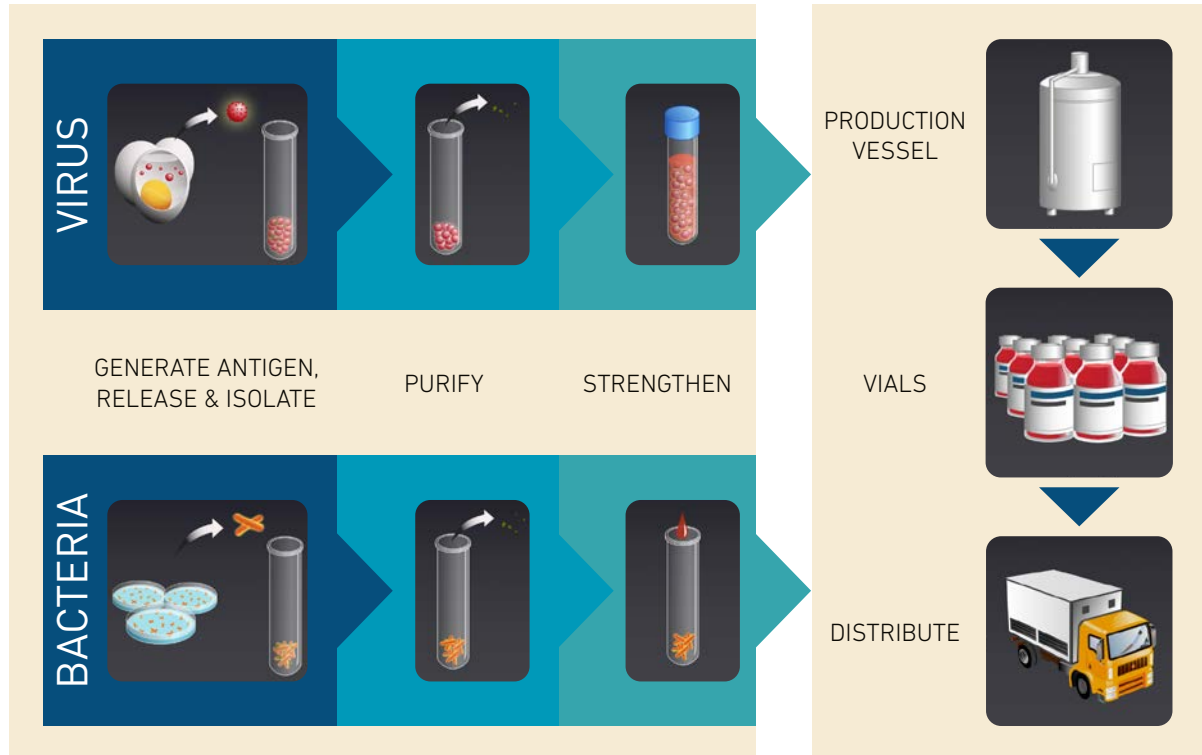 VIRUS
GENERATE ANTIGEN,
RELEASE & ISOLATE
PURIFY
STRENGTHEN
BACTERIA
PRODUCTION
VESSEL
VIALS
DISTRIBUTE